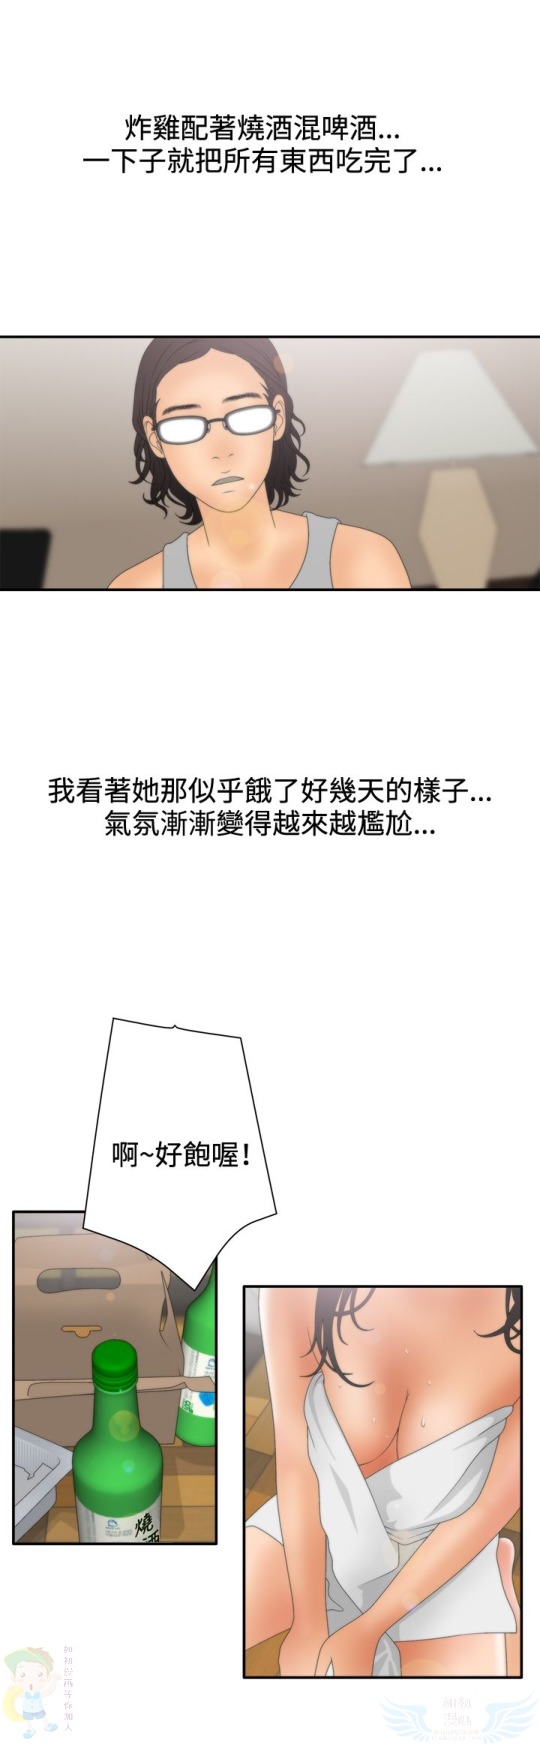 炸雞配著燒酒混啤酒...
一下子就把所有東西吃完了...
我看著她那似乎餓了好幾天的樣子...
氣氛漸漸變得越來越尷尬...
啊~好飽喔！
燒酒